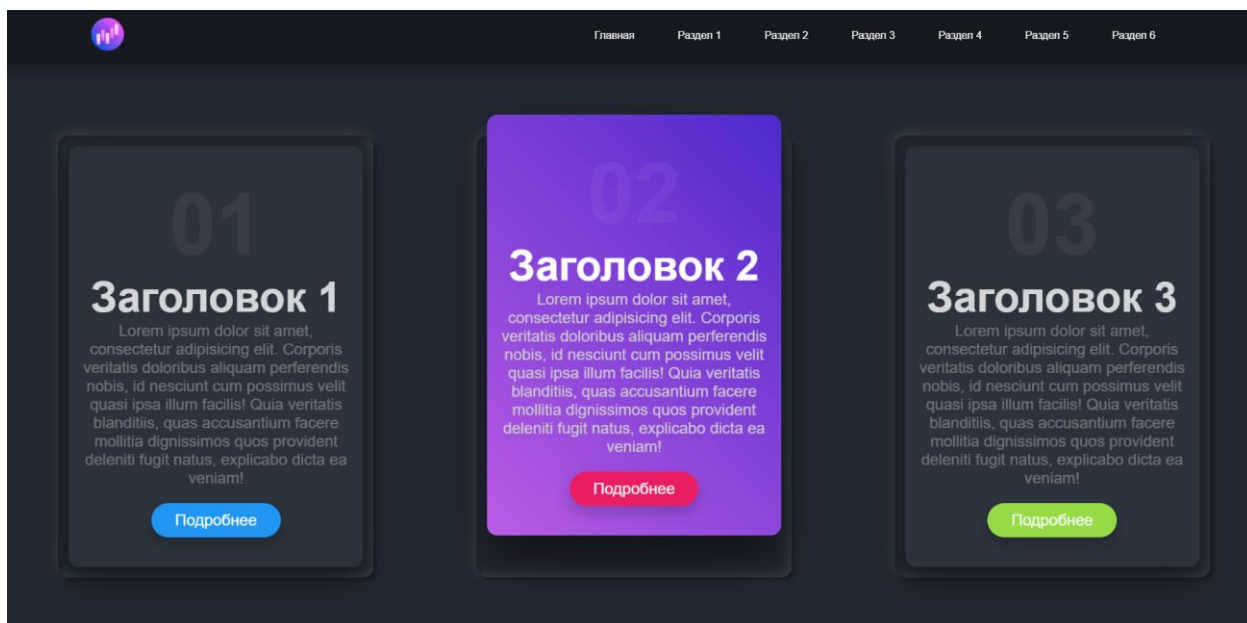 Главная Раздел 1 Раздел 2 Раздел 3 Раздел 4 Раздел 5 Раздел 6
01
Заголовок 1
Lorem ipsum dolor sit amet,
consectetur adipisicing elit. Corporis
veritatis doloribus aliquam perferendis
nobis, id nesciunt cum possimus velit
quasi ipsa illum facilis! Quia veritatis
blanditiis, quas accusantium facere
mollitia dignissimos quos provident
deleniti fugit natus, explicabo dicta ea
veniam!
Подробнее
02
Заголовок 2
Lorem ipsum dolor sit amet,
consectetur adipisicing elit. Corporis
veritatis doloribus aliquam perferendis
nobis, id nesciunt cum possimus velit
quasi ipsa illum facilis! Quia veritatis
blanditiis, quas accusantium facere
mollitia dignissimos quos provident
deleniti fugit natus, explicabo dicta ea
veniam!
Подробнее
03
Заголовок 3
Lorem ipsum dolor sit amet,
consectetur adipisicing elit. Corporis
veritatis doloribus aliquam perferendis
nobis, id nesciunt cum possimus velit
quasi ipsa illum facilis! Quia veritatis
blanditiis, quas accusantium facere
mollitia dignissimos quos provident
deleniti fugit natus, explicabo dicta ea
veniam!
Подробнее